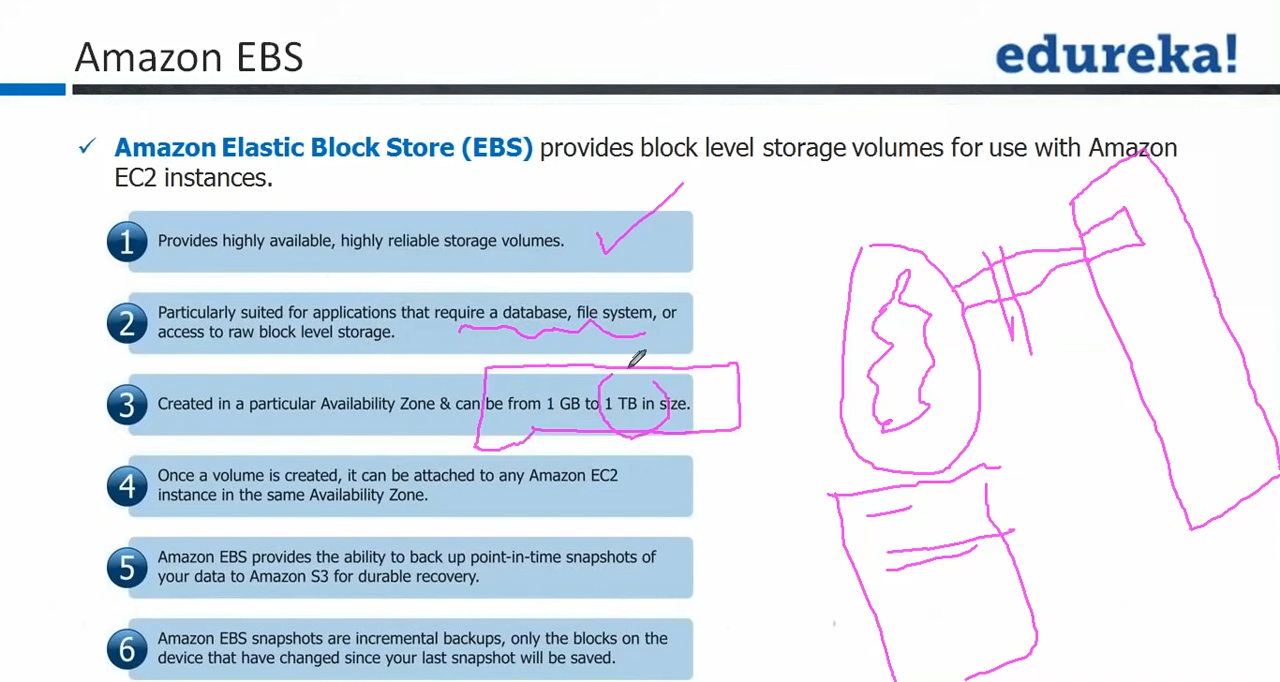 Amazon EBS
edureka!
✓ Amazon Elastic Block Store (EBS) provides block level storage volumes for use with Amazon
EC2 instances.
1 Provides highly available, highly reliable storage volumes.
2 Particularly suited for applications that require a database, file system, or
access to raw block level storage.
3 Created in a particular Availability Zone & can be from 1 GB to 1 TB in size.
4 Once a volume is created, it can be attached to any Amazon EC2
instance in the same Availability Zone.
5 Amazon EBS provides the ability to back up point-in-time snapshots of
your data to Amazon S3 for durable recovery.
6 Amazon EBS snapshots are incremental backups, only the blocks on the
device that have changed since your last snapshot will be saved.